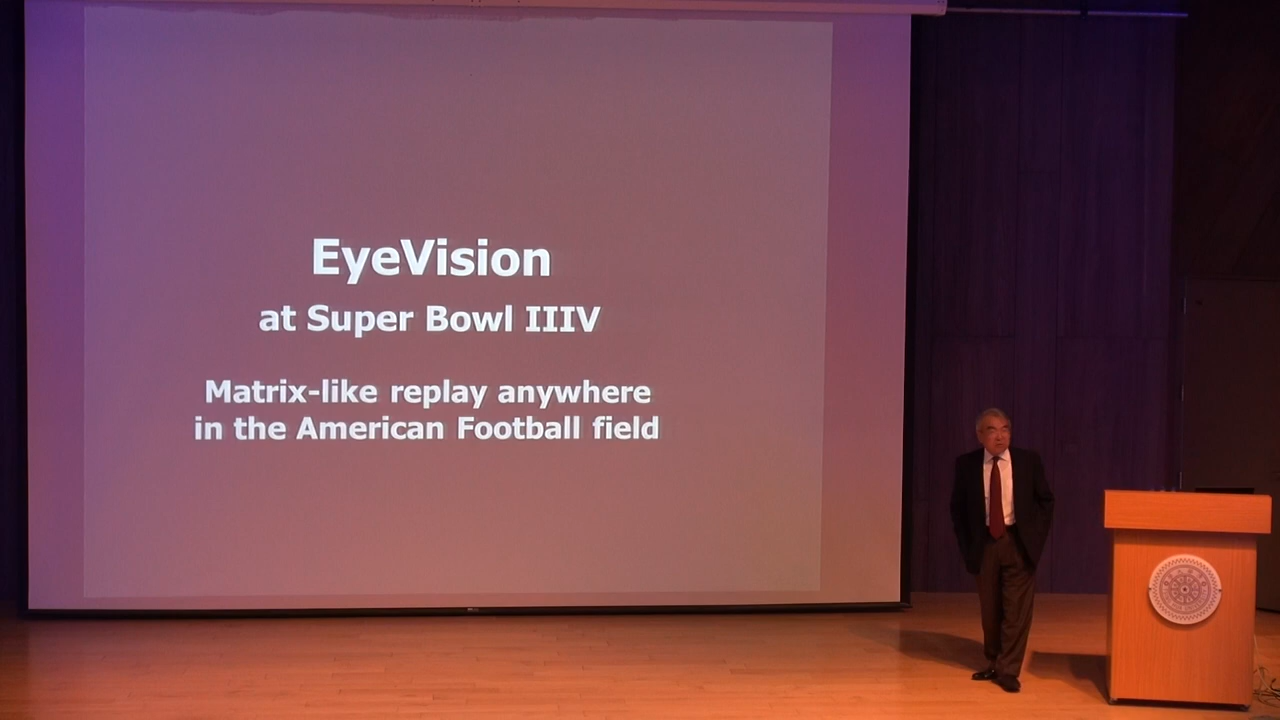 EyeVision
at Super Bowl IIIV
Matrix-like replay anywhere
in the American Football field